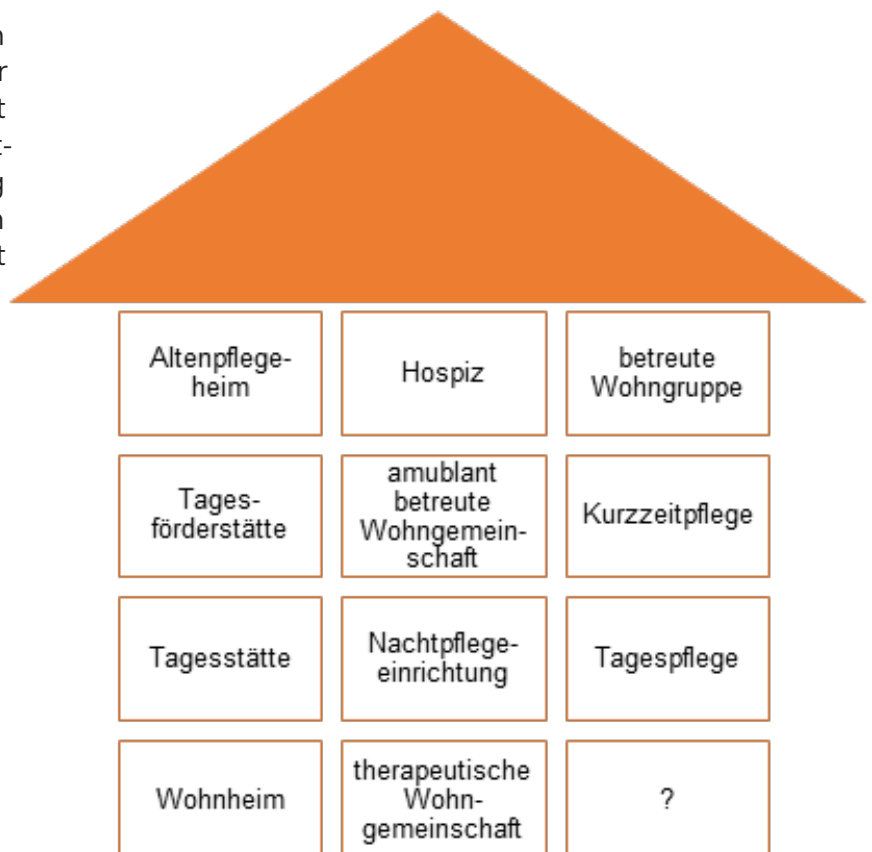 n
r
t
t-
g
n
t
Altenpflege-
heim
Hospiz
betreute
Wohngruppe
Tages-
förderstätte
amublant
betreute
Wohngemein-
schaft
Kurzzeitpflege
Tagesstätte
Nachtpflege-
einrichtung
Tagespflege
Wohnheim
therapeutische
Wohn-
gemeinschaft
?